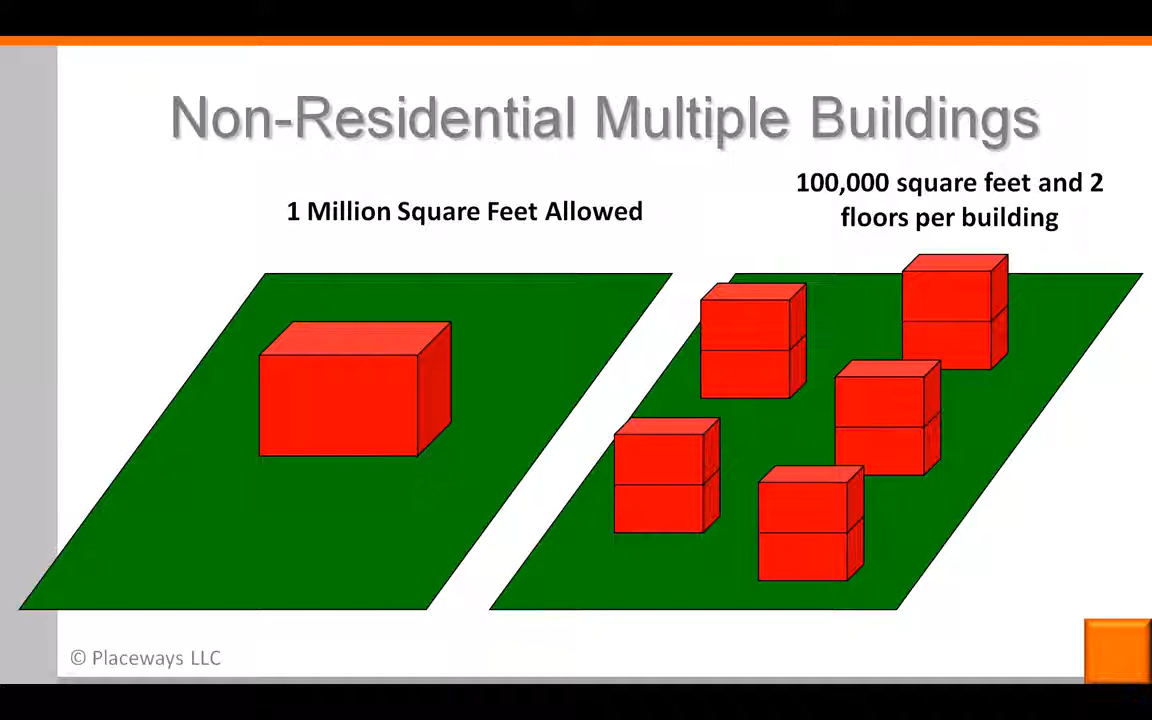 Non-Residential Multiple Buildings
1 Million Square Feet Allowed
100,000 square feet and 2
floors per building
© Placeways LLC